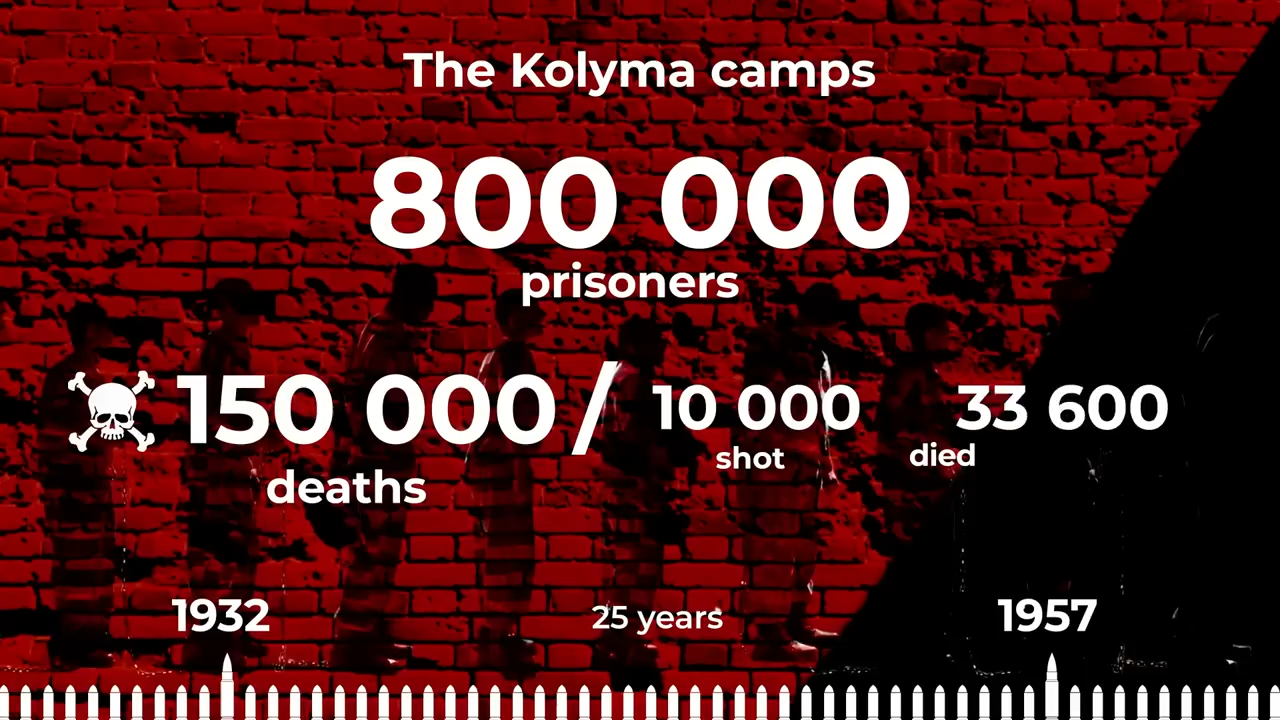 The Kolyma camps
800 000
prisoners
150 000 / 10 000 33 600
deaths shot died
1932 25 years 1957